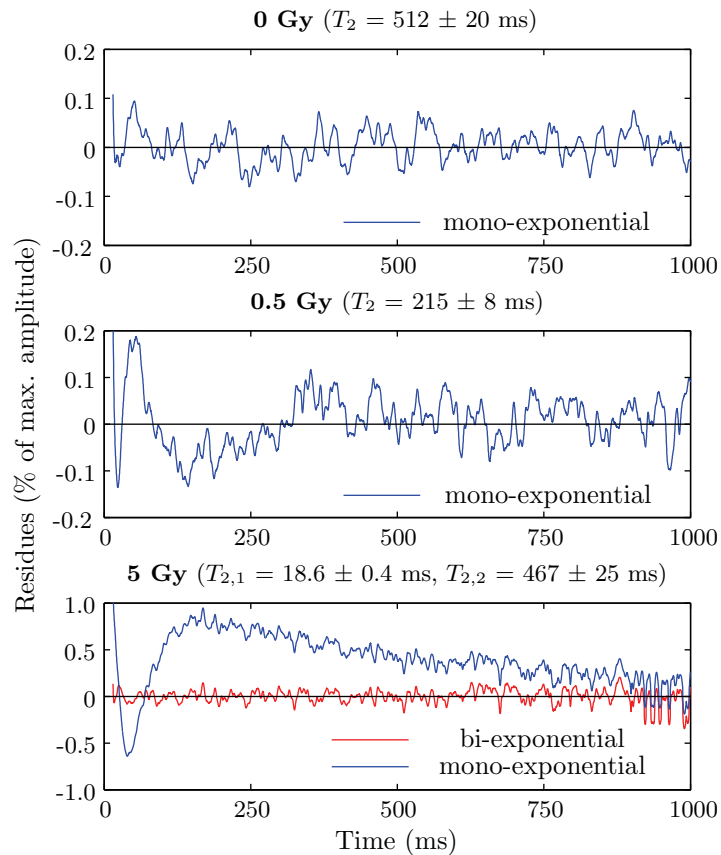 0 Gy (T₂ = 512 ± 20 ms)
0.2
0.1
0
-0.1
-0.2
mono-exponential
0 250 500 750 1000
0.5 Gy (T₂ = 215 ± 8 ms)
0.2
0.1
0
-0.1
-0.2
mono-exponential
0 250 500 750 1000
Residues (% of max. amplitude)
5 Gy (T₂,₁ = 18.6 ± 0.4 ms, T₂,₂ = 467 ± 25 ms)
1.0
0.5
0
-0.5
-1.0
bi-exponential
mono-exponential
0 250 500 750 1000
Time (ms)